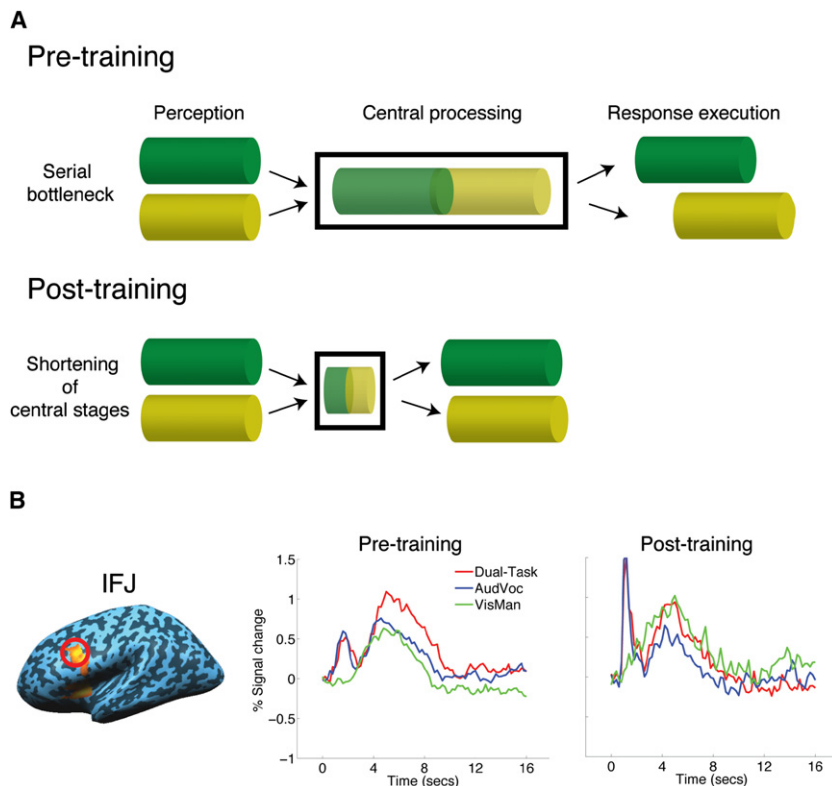 A
Pre-training
Perception
Central processing
Response execution
Serial
bottleneck
Post-training
Shortening
of
central stages
B
IFJ
Pre-training
Dual-Task
AudVoc
VisMan
% Signal change
1.5
1
0.5
0
−0.5
−1
0 4 8 12 16
Time (secs)
Post-training
0 4 8 12 16
Time (secs)